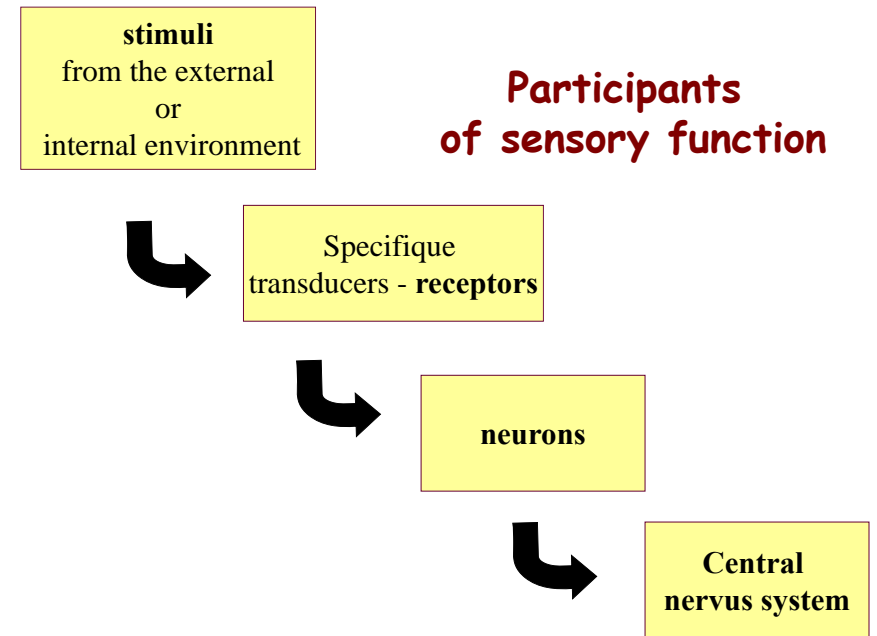 stimuli
from the external
or
internal environment
Participants
of sensory function
Specifique
transducers - receptors
neurons
Central
nervus system